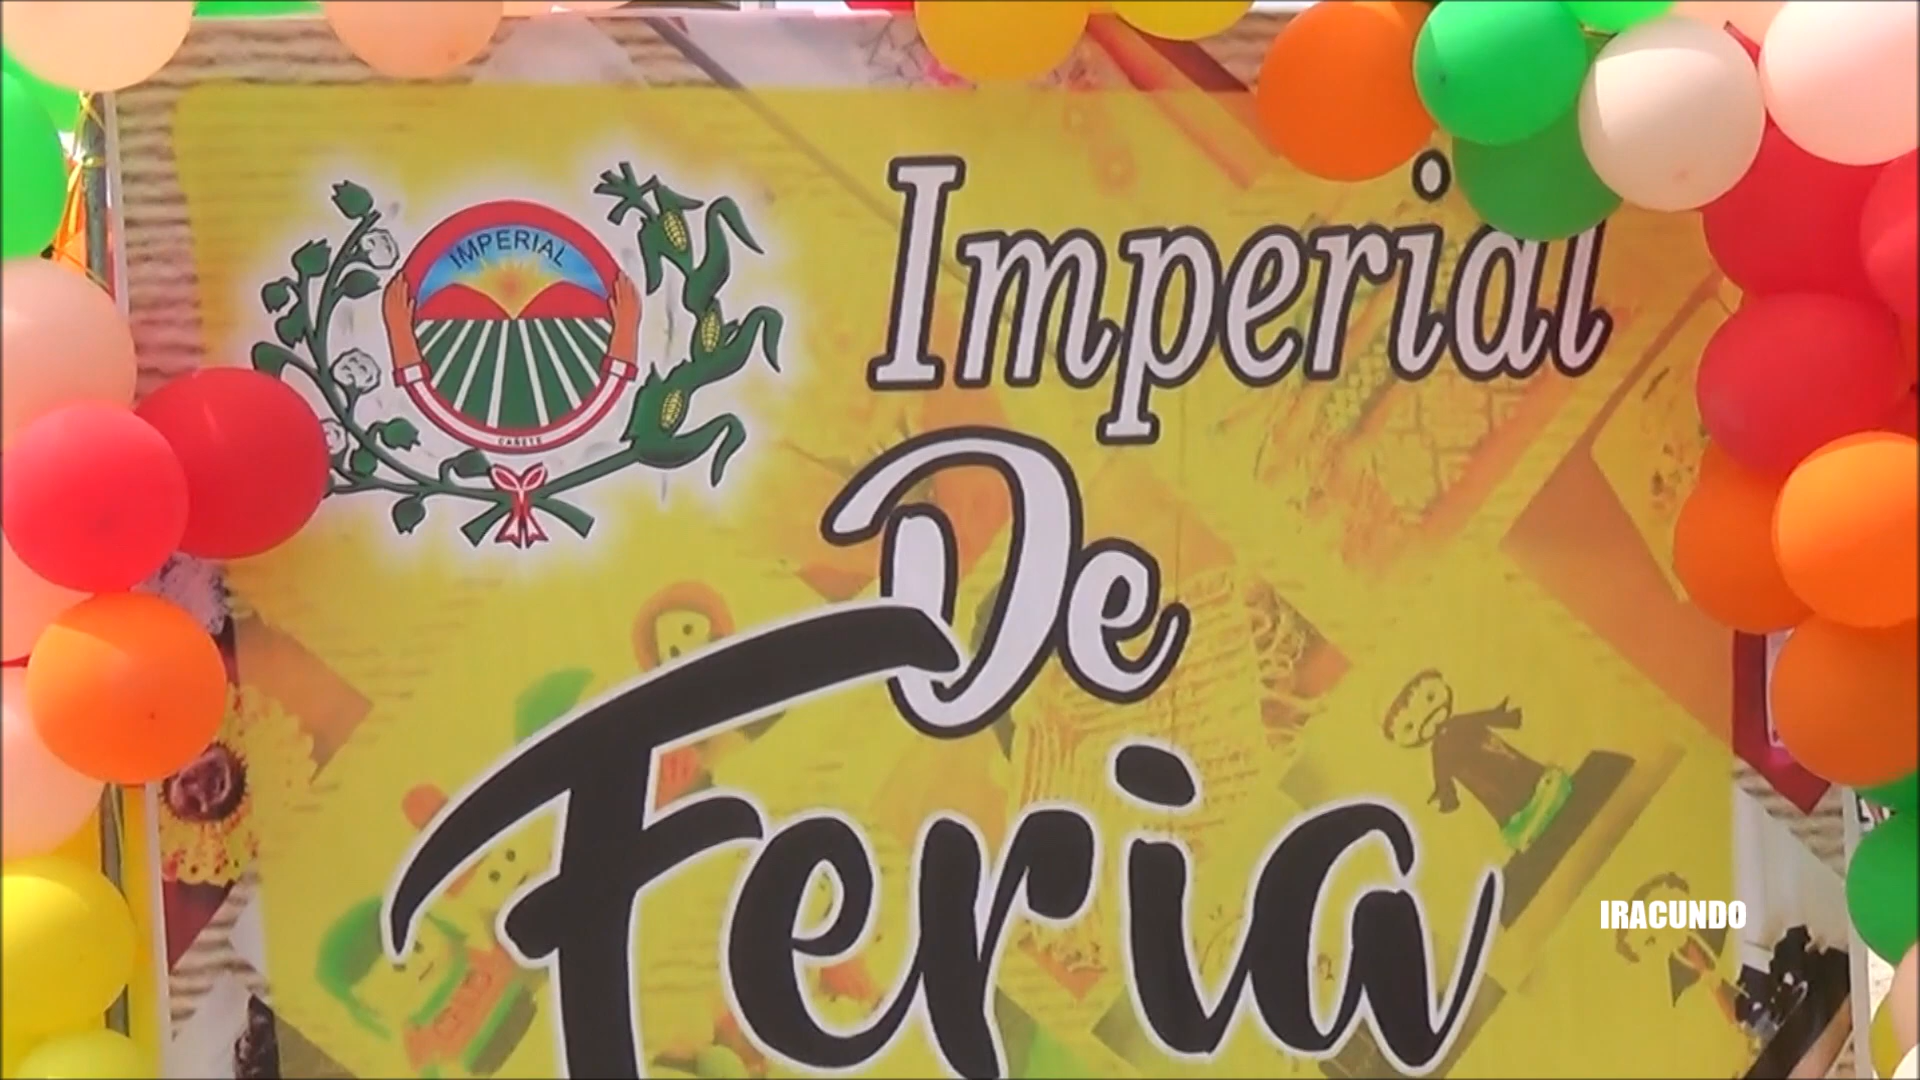 IMPERIAL
CAÑETE
Imperial
De
Feria
IRACUNDO